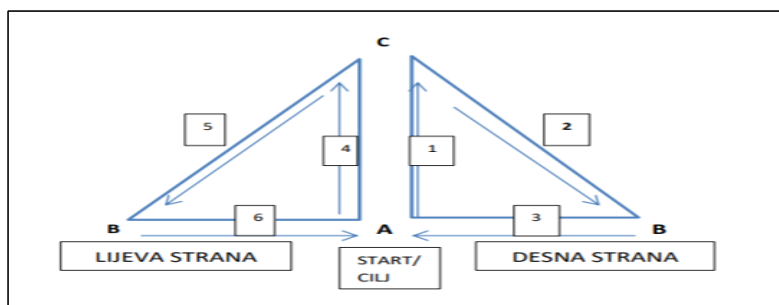 C
5
2
4
1
6
3
B
A
B
LIJEVA STRANA
START/
CILJ
DESNA STRANA